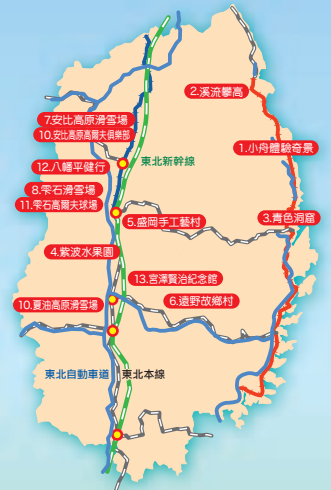 2.溪流攀高
7.安比高原滑雪場
10.安比高原高爾夫俱樂部
1.小舟體驗奇景
12.八幡平健行
東北新幹線
8.雫石滑雪場
11.雫石高爾夫球場
5.盛岡手工藝村
3.青色洞窟
4.紫波水果園
13.宮澤賢治紀念館
10.夏油高原滑雪場
6.遠野故鄉村
東北自動車道
東北本線